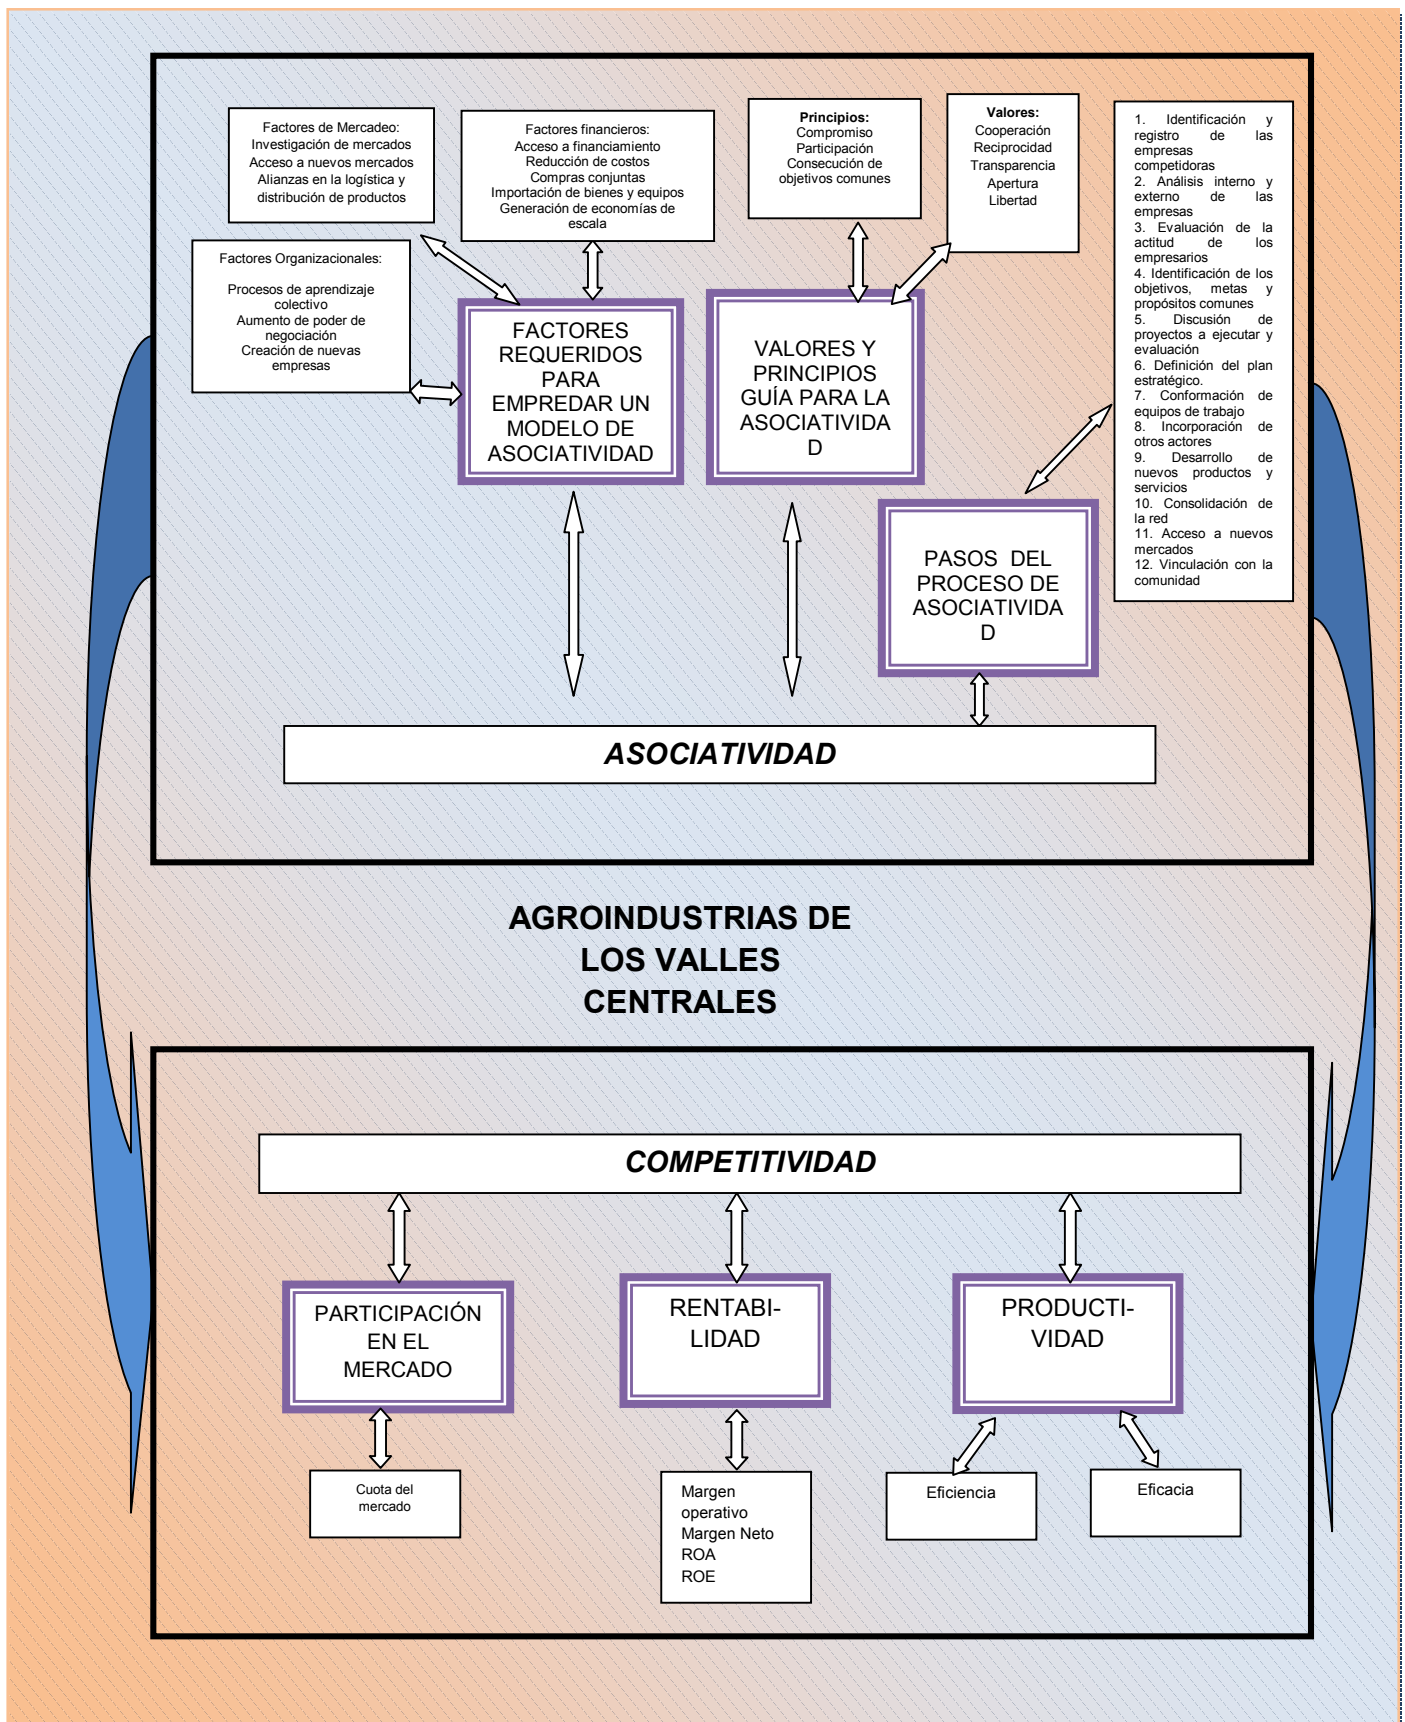 Factores de Mercadeo:
Investigación de mercados
Acceso a nuevos mercados
Alianzas en la logística y
distribución de productos
Factores financieros:
Acceso a financiamiento
Reducción de costos
Compras conjuntas
Importación de bienes y equipos
Generación de economías de
escala
Principios:
Compromiso
Participación
Consecución de
objetivos comunes
Valores:
Cooperación
Reciprocidad
Transparencia
Apertura
Libertad
1. Identificación y
registro de las
empresas
competidoras
2. Análisis interno y
externo de las
empresas
3. Evaluación de la
actitud de los
empresarios
4. Identificación de los
objetivos, metas y
propósitos comunes
5. Discusión de
proyectos a ejecutar y
evaluación
6. Definición del plan
estratégico.
7. Conformación de
equipos de trabajo
8. Incorporación de
otros actores
9. Desarrollo de
nuevos productos y
servicios
10. Consolidación de
la red
11. Acceso a nuevos
mercados
12. Vinculación con la
comunidad
Factores Organizacionales:
Procesos de aprendizaje
colectivo
Aumento de poder de
negociación
Creación de nuevas
empresas
FACTORES
REQUERIDOS
PARA
EMPREDAR UN
MODELO DE
ASOCIATIVIDAD
VALORES Y
PRINCIPIOS
GUÍA PARA LA
ASOCIATIVIDA
D
PASOS DEL
PROCESO DE
ASOCIATIVIDA
D
ASOCIATIVIDAD
AGROINDUSTRIAS DE
LOS VALLES
CENTRALES
COMPETITIVIDAD
PARTICIPACIÓN
EN EL
MERCADO
RENTABI-
LIDAD
PRODUCTI-
VIDAD
Cuota del
mercado
Margen
operativo
Margen Neto
ROA
ROE
Eficiencia
Eficacia